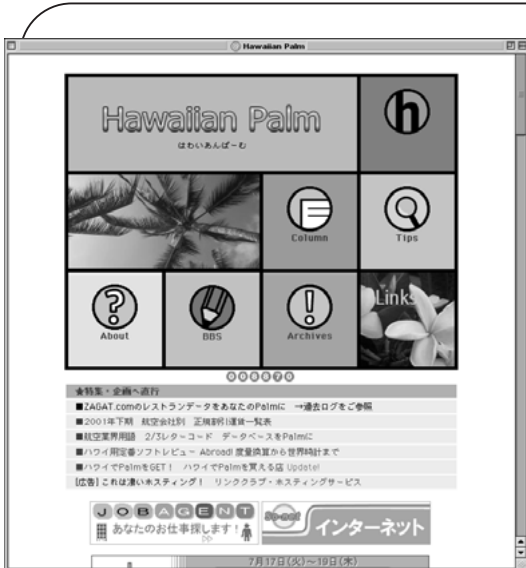 Hawaiian Palm
Hawaiian Palm
はわいあんぱーむ
h
Column
Tips
About
BBS
Archives
Links
★特集・企画へ直行
■ZAGAT.comのレストランデータをあなたのPalmに →過去ログをご参照
■2001年下期 航空会社別 正規割引運賃一覧表
■航空業界用語 2/3レターコード データベースをPalmに
■ハワイ用定番ソフトレビュー Abroad! 度量換算から世界時計まで
■ハワイでPalmをGET! ハワイでPalmを買える店 Update!
[広告]これは濃いホスティング! リンククラブ・ホスティングサービス
JOBAGENT
あなたのお仕事探します!
So-net
インターネット
7月17日(火)~19日(木)